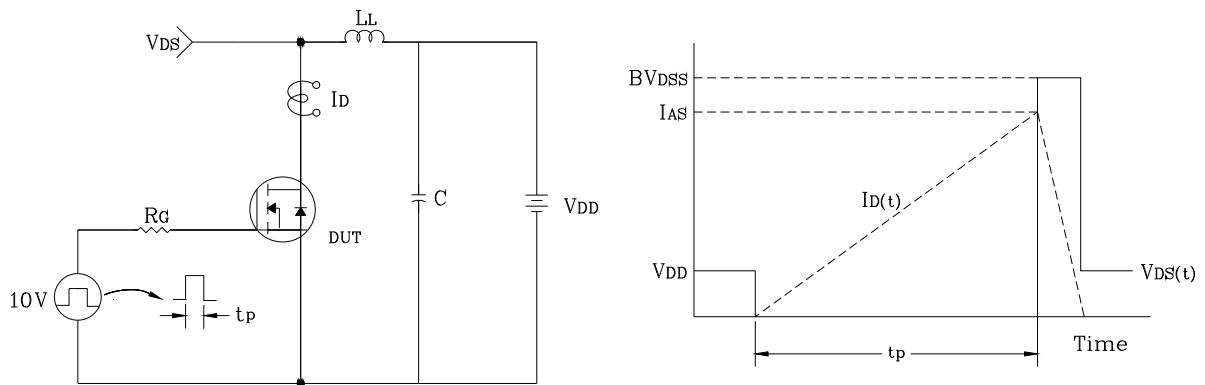 LL
VDS
ID
RG
DUT
C
VDD
10V
tp
BVDSS
IAS
ID(t)
VDD
VDS(t)
tp
Time